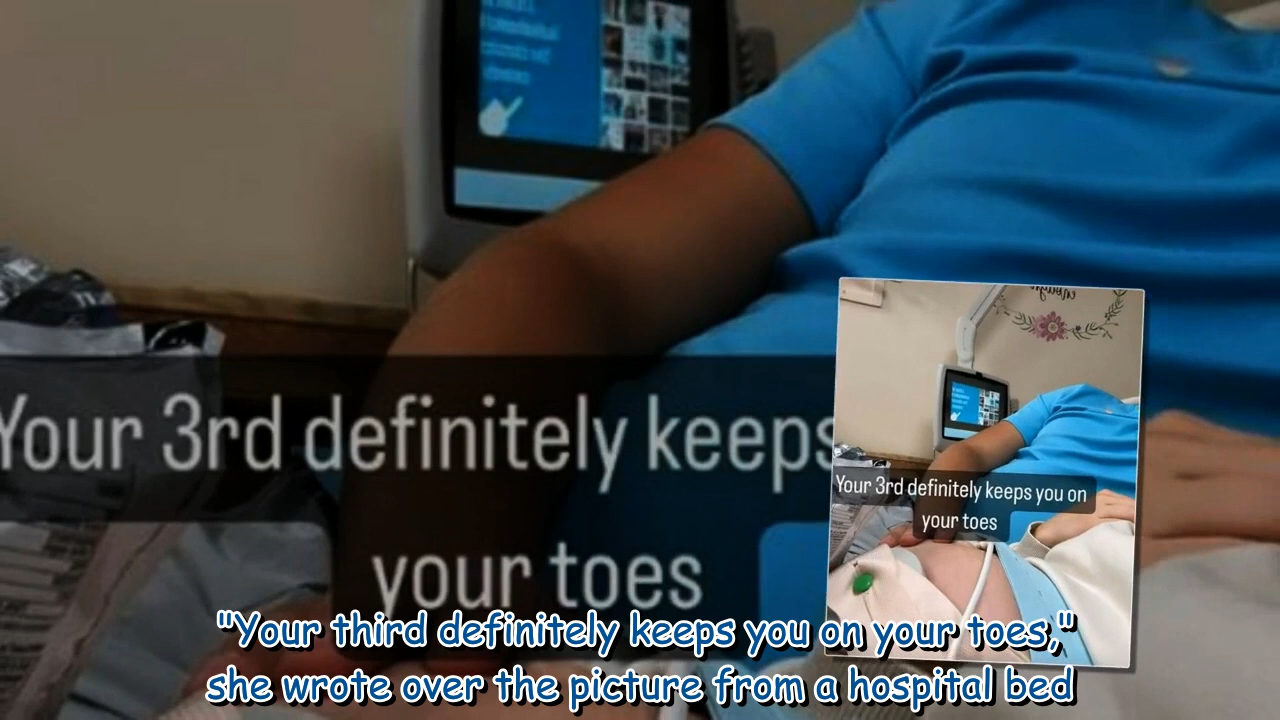 Your 3rd definitely keeps
your toes
Your 3rd definitely keeps you on
your toes
"Your third definitely keeps you on your toes,"
she wrote over the picture from a hospital bed